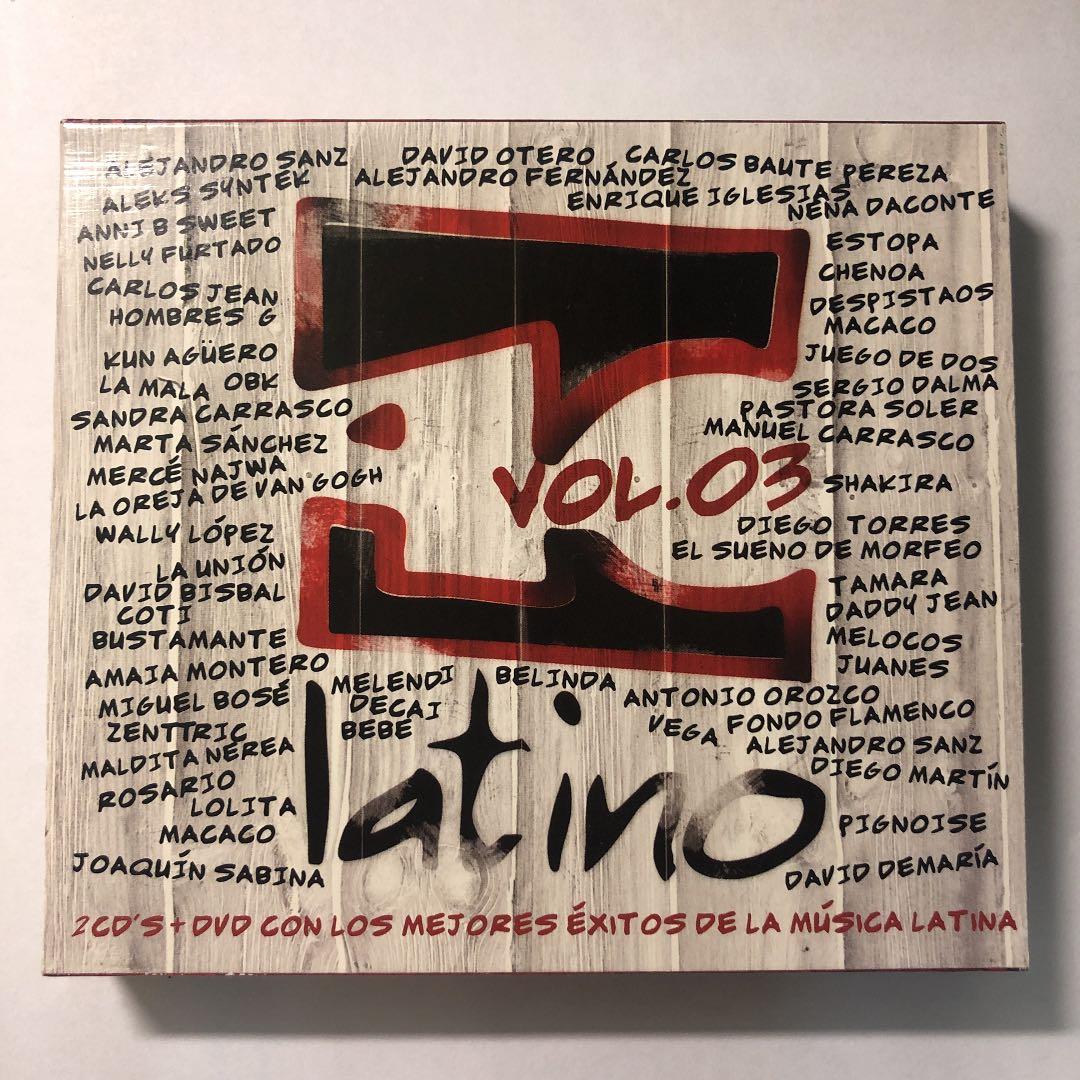 ALEJANDRO SANZ
ALEKS SYNTEK
ANNI B SWEET
NELLY FURTADO
CARLOS JEAN
HOMBRES G
KUN AGÜERO
LA MALA OBK
SANDRA CARRASCO
MARTA SÁNCHEZ
MERCÉ NAJWA
LA OREJA DE VAN GOGH
WALLY LÓPEZ
LA UNIÓN
DAVID BISBAL
COTI
BUSTAMANTE
AMAIA MONTERO
MIGUEL BOSÉ
ZENTTRIC
MALDITA NEREA
ROSARIO
LOLITA
MACACO
JOAQUÍN SABINA
DAVID OTERO CARLOS BAUTE PEREZA
ALEJANDRO FERNÁNDEZ
ENRIQUE IGLESIAS
NENA DACONTE
ESTOPA
CHENOA
DESPISTAOS
MACACO
JUEGO DE DOS
SERGIO DALMA
PASTORA SOLER
MANUEL CARRASCO
VOL.03
SHAKIRA
DIEGO TORRES
EL SUENO DE MORFEO
TAMARA
DADDY JEAN
MELOCOS
JUANES
MELENDI BELINDA
DECAI
BEBE
ANTONIO OROZCO
VEGA FONDO FLAMENCO
ALEJANDRO SANZ
DIEGO MARTÍN
latino
PIGNOISE
DAVID DEMARÍA
2CD'S + DVD CON LOS MEJORES ÉXITOS DE LA MÚSICA LATINA